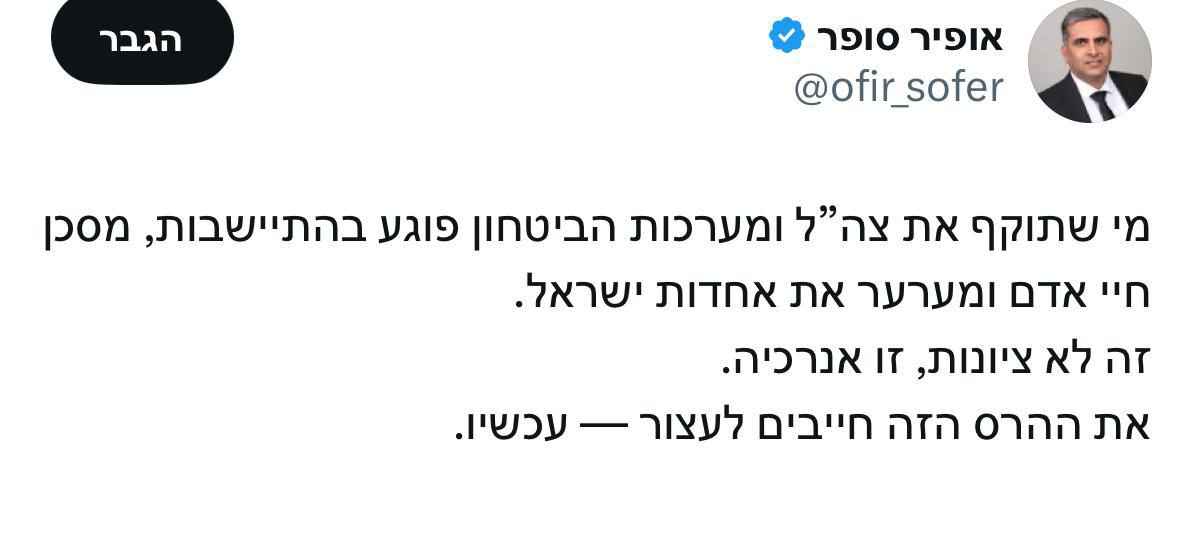 אופיר סופר
הגבר
@ofir_sofer
מי שתוקף את צה”ל ומערכות הביטחון פוגע בהתיישבות, מסכן
חיי אדם ומערער את אחדות ישראל.
זה לא ציונות, זו אנרכיה.
את ההרס הזה חייבים לעצור — עכשיו.